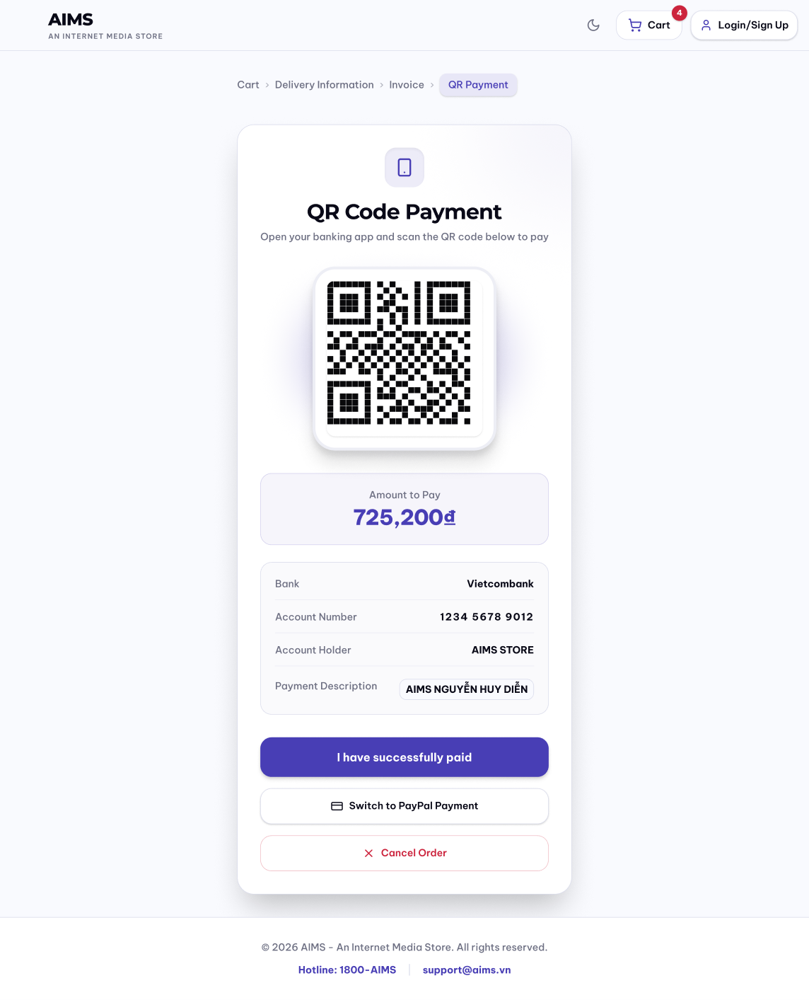 AIMS
AN INTERNET MEDIA STORE
Cart
4
Login/Sign Up
Cart › Delivery Information › Invoice › QR Payment
QR Code Payment
Open your banking app and scan the QR code below to pay
Amount to Pay
725,200₫
Bank Vietcombank
Account Number 1234 5678 9012
Account Holder AIMS STORE
Payment Description AIMS NGUYỄN HUY DIỄN
I have successfully paid
Switch to PayPal Payment
Cancel Order
© 2026 AIMS - An Internet Media Store. All rights reserved.
Hotline: 1800-AIMS | support@aims.vn